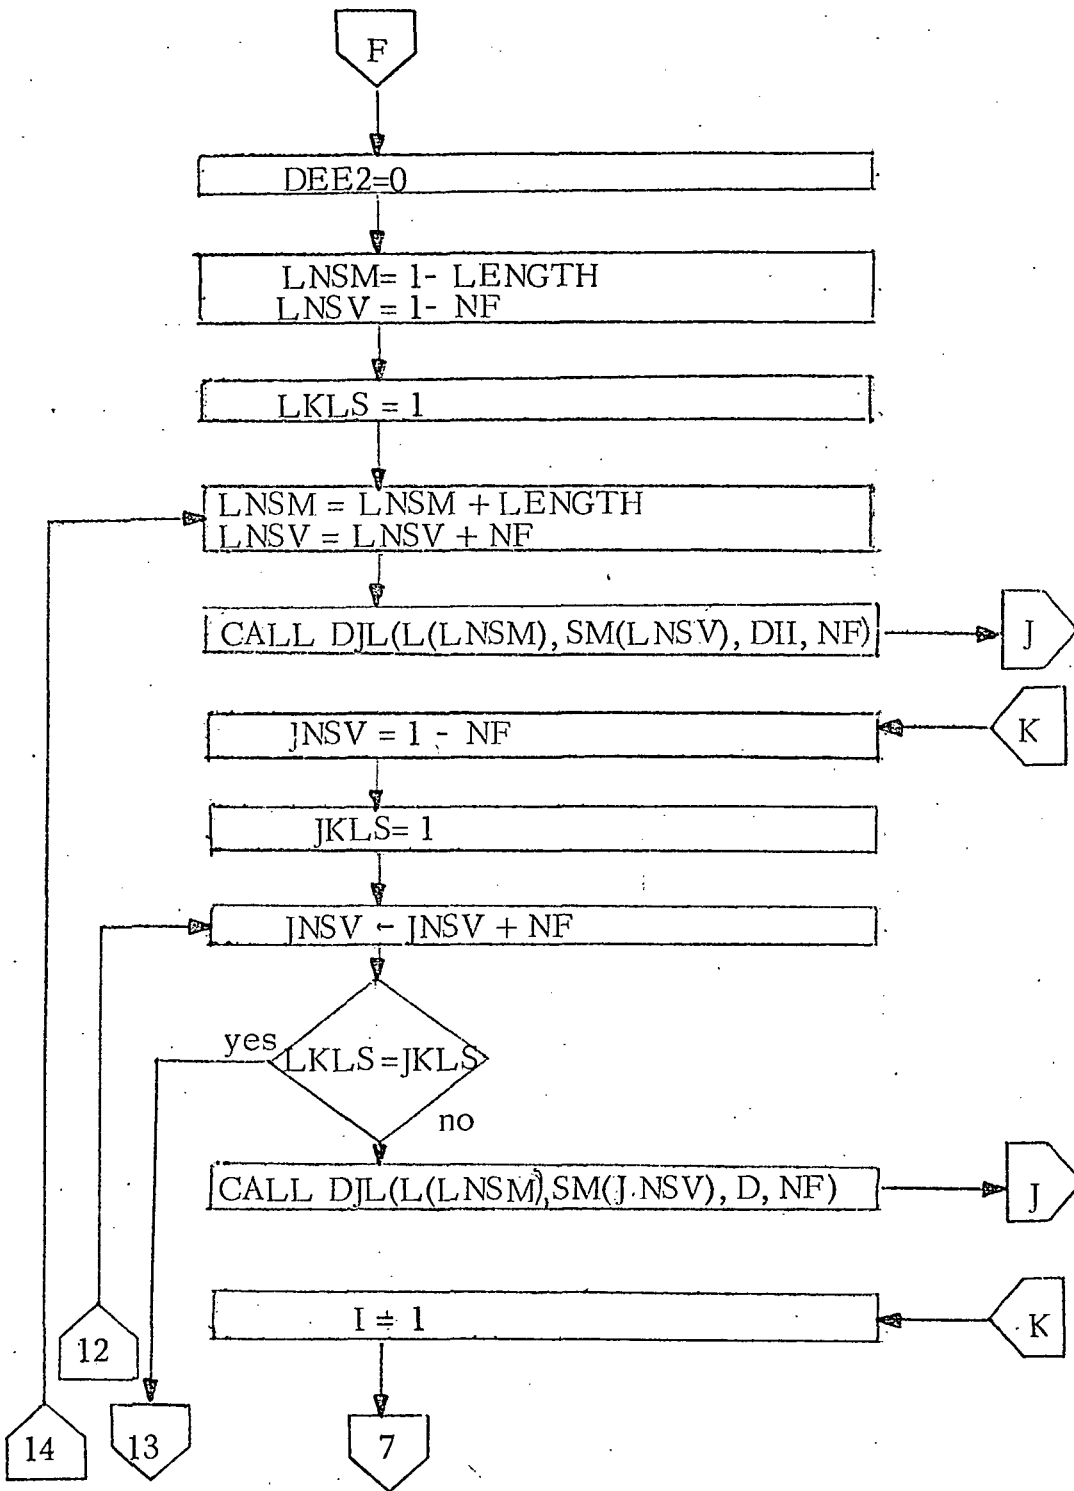 F
DEE2=0
LNSM= 1- LENGTH
LNSV = 1- NF
LKLS = 1
LNSM = LNSM + LENGTH
LNSV = LNSV + NF
CALL DJL(L(LNSM), SM(LNSV), DII, NF)
J
JNSV = 1 - NF
K
JKLS= 1
JNSV - JNSV + NF
yes
LKLS=JKLS
no
CALL DJL(L(LNSM),SM(J.NSV), D, NF)
J
I = 1
K
12
14
13
7